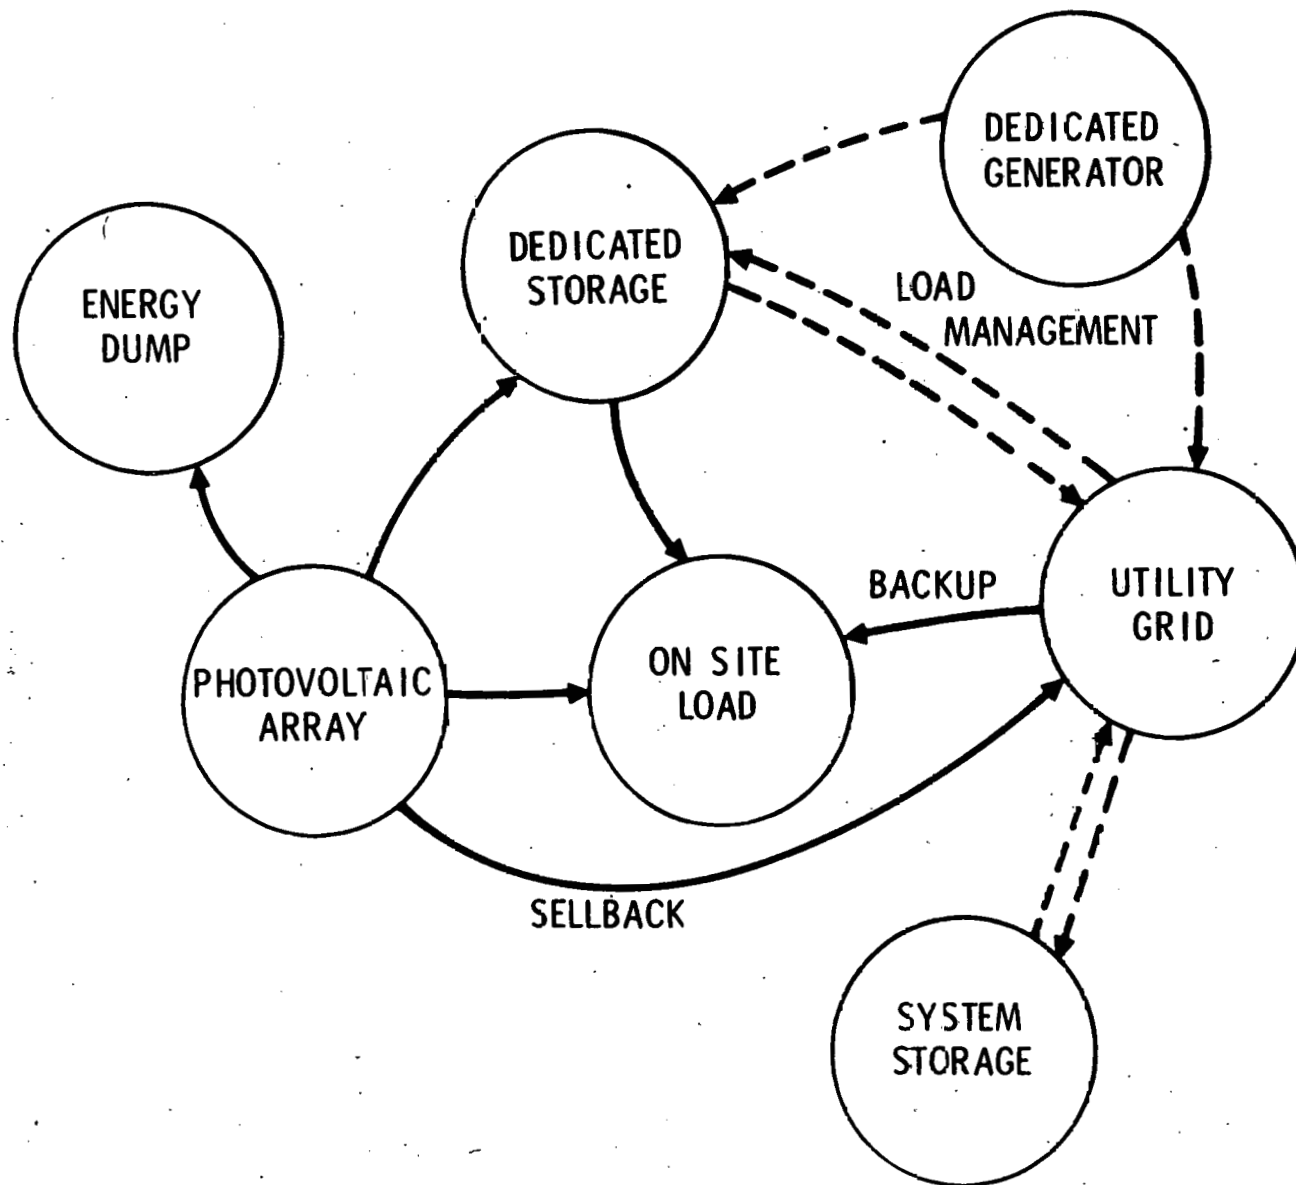 DEDICATED
GENERATOR
DEDICATED
STORAGE
ENERGY
DUMP
LOAD
MANAGEMENT
BACKUP
UTILITY
GRID
ON SITE
LOAD
PHOTOVOLTAIC
ARRAY
SELLBACK
SYSTEM
STORAGE